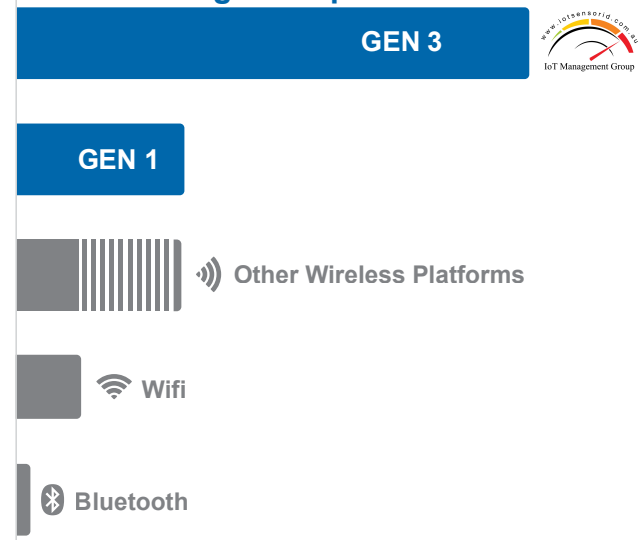 GEN 3
www.iotsensorid.com.au
IoT Management Group
GEN 1
Other Wireless Platforms
Wifi
Bluetooth